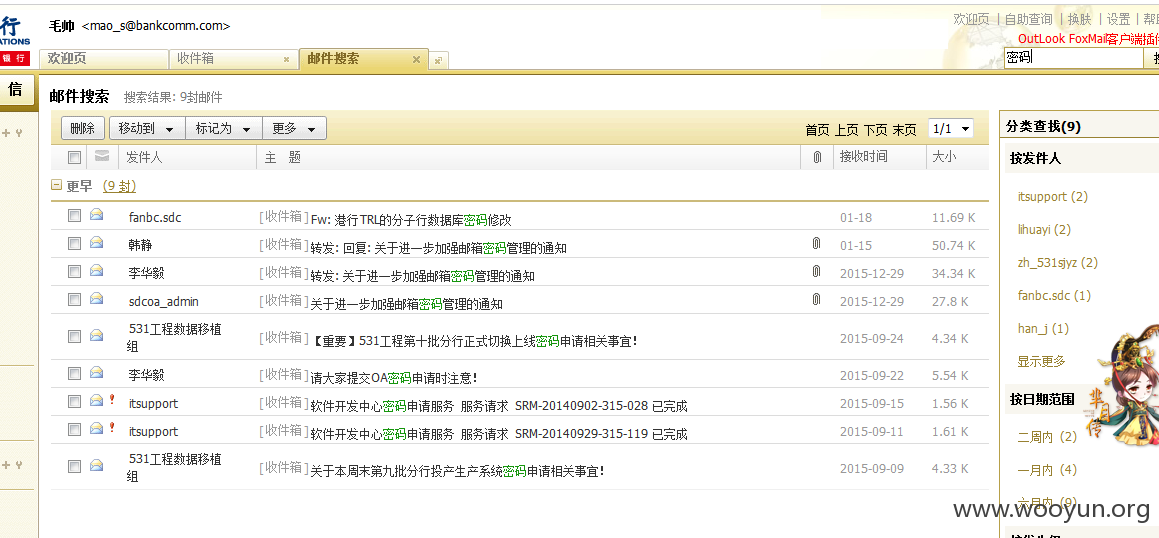 行
ATIONS
银 行
毛帅 <mao_s@bankcomm.com>
欢迎页 | 自助查询 | 换肤 | 设置 | 帮
OutLook FoxMail客户端插
欢迎页
收件箱 ×
邮件搜索 ×
密码
信
邮件搜索 搜索结果: 9封邮件
删除 移动到 标记为 更多
首页 上页 下页 末页 1/1
发件人 主 题 接收时间 大小
更早 (9 封)
fanbc.sdc [收件箱] Fw: 港行TRL的分子行数据库密码修改 01-18 11.69 K
韩静 [收件箱] 转发: 回复: 关于进一步加强邮箱密码管理的通知 01-15 50.74 K
李华毅 [收件箱] 转发: 关于进一步加强邮箱密码管理的通知 2015-12-29 34.34 K
sdcoa_admin [收件箱] 关于进一步加强邮箱密码管理的通知 2015-12-29 27.8 K
531工程数据移植组 [收件箱] 【重要】531工程第十批分行正式切换上线密码申请相关事宜! 2015-09-24 4.34 K
李华毅 [收件箱] 请大家提交OA密码申请时注意! 2015-09-22 5.54 K
itsupport [收件箱] 软件开发中心密码申请服务 服务请求 SRM-20140902-315-028 已完成 2015-09-15 1.56 K
itsupport [收件箱] 软件开发中心密码申请服务 服务请求 SRM-20140929-315-119 已完成 2015-09-11 1.61 K
531工程数据移植组 [收件箱] 关于本周末第九批分行投产生产系统密码申请相关事宜! 2015-09-09 4.33 K
分类查找(9)
按发件人
itsupport (2)
lihuayi (2)
zh_531sjyz (2)
fanbc.sdc (1)
han_j (1)
显示更多
按日期范围
二周内 (2)
一月内 (4)
六月内 (9)
芈月传
www.wooyun.org